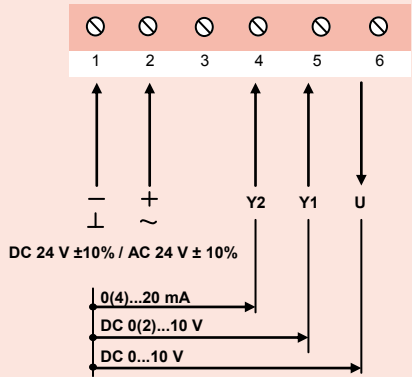 1 2 3 4 5 6
− + Y2 Y1 U
⊥ ~
DC 24 V ±10% / AC 24 V ± 10%
0(4)...20 mA
DC 0(2)...10 V
DC 0...10 V